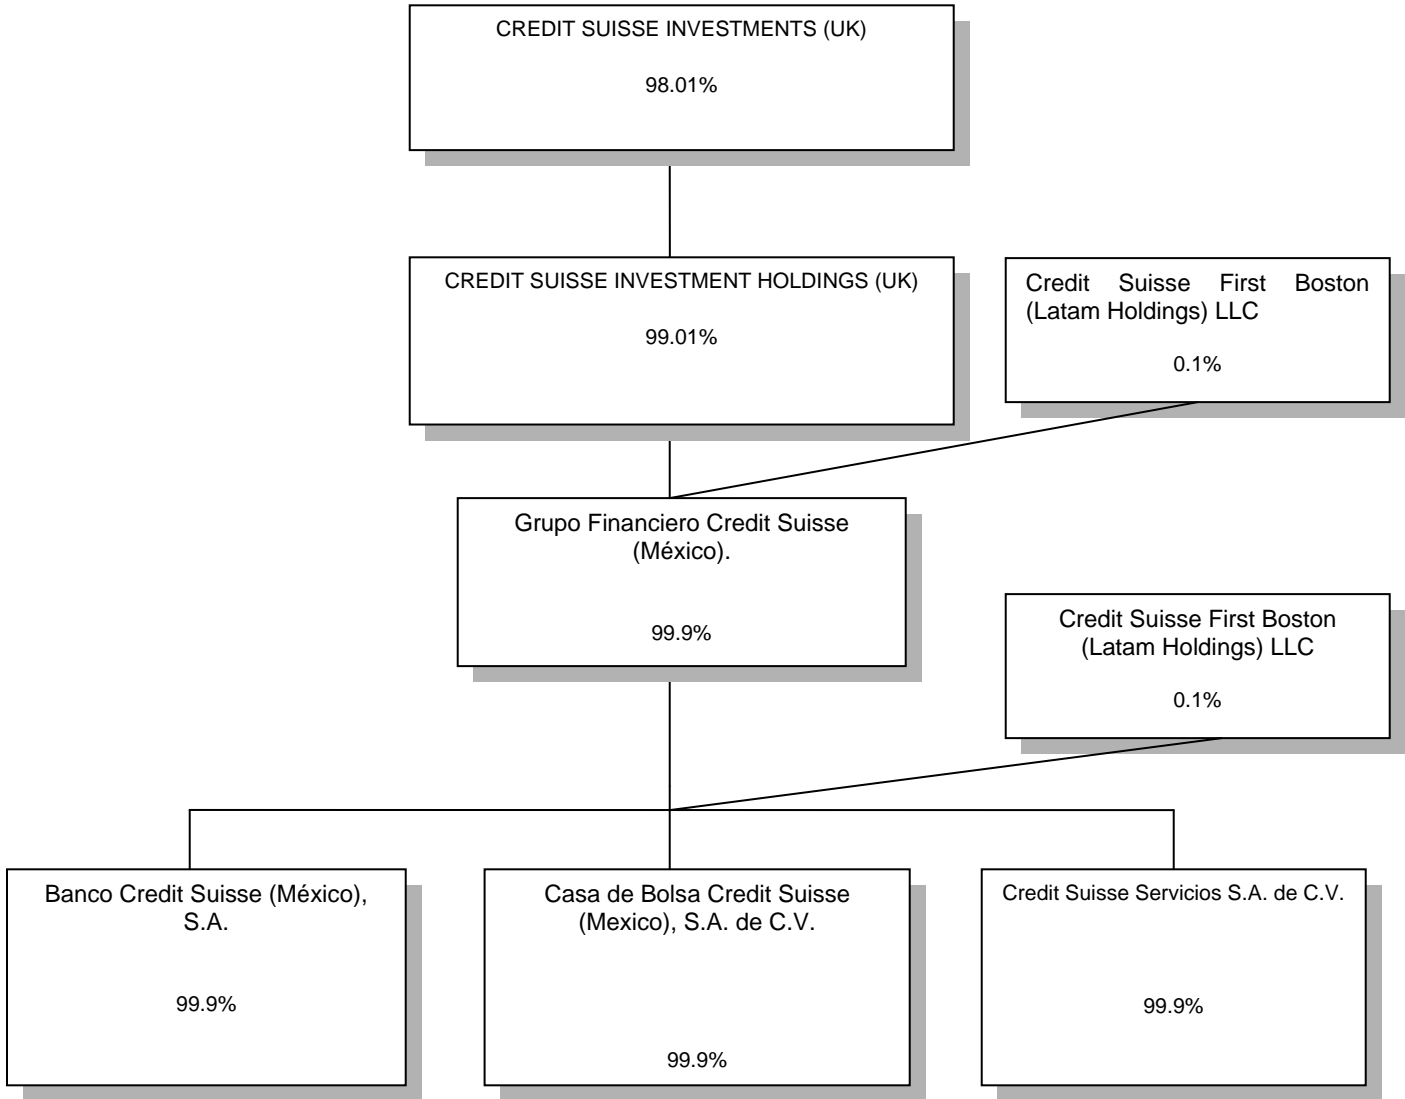 CREDIT SUISSE INVESTMENTS (UK)
98.01%
CREDIT SUISSE INVESTMENT HOLDINGS (UK)
99.01%
Credit Suisse First Boston
(Latam Holdings) LLC
0.1%
Grupo Financiero Credit Suisse
(México).
99.9%
Credit Suisse First Boston
(Latam Holdings) LLC
0.1%
Banco Credit Suisse (México),
S.A.
99.9%
Casa de Bolsa Credit Suisse
(Mexico), S.A. de C.V.
99.9%
Credit Suisse Servicios S.A. de C.V.
99.9%